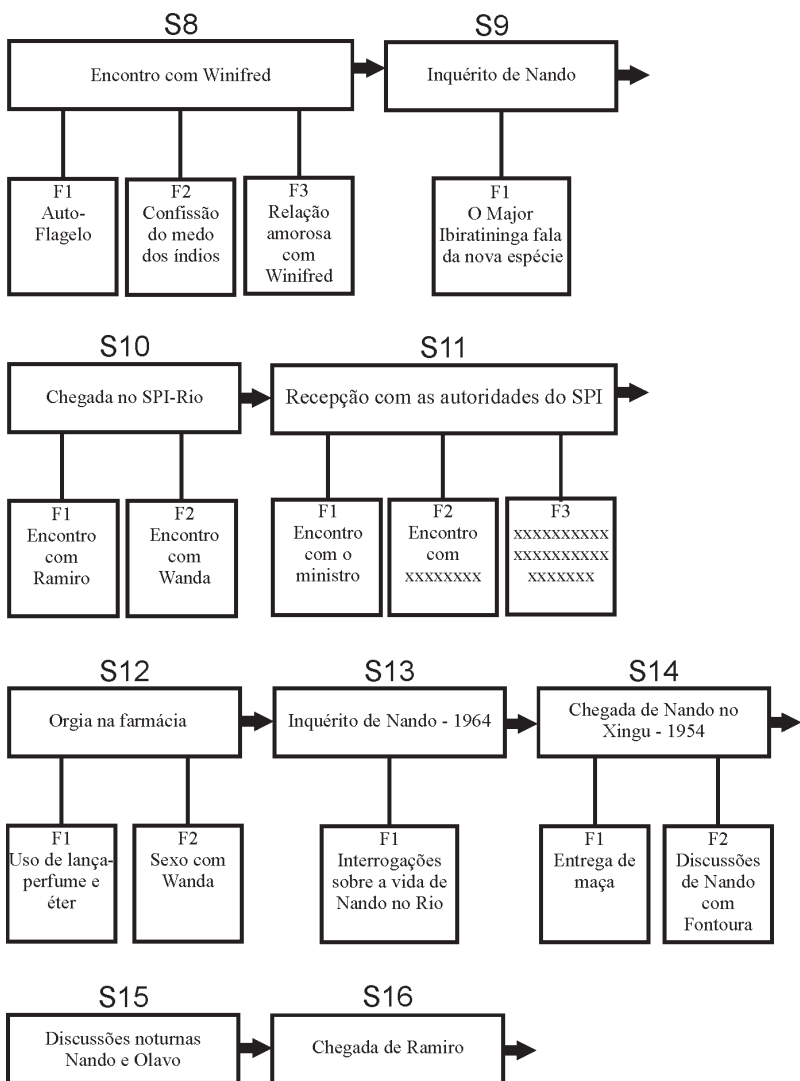 S8
S9
Encontro com Winifred
Inquérito de Nando
F1
Auto-
Flagelo
F2
Confissão
do medo
dos índios
F3
Relação
amorosa
com
Winifred
F1
O Major
Ibiratininga fala
da nova espécie
S10
S11
Chegada no SPI-Rio
Recepção com as autoridades do SPI
F1
Encontro
com
Ramiro
F2
Encontro
com
Wanda
F1
Encontro
com o
ministro
F2
Encontro
com
xxxxxxxx
F3
xxxxxxxxxx
xxxxxxxxxx
xxxxxxx
S12
S13
S14
Orgia na farmácia
Inquérito de Nando - 1964
Chegada de Nando no
Xingu - 1954
F1
Uso de lança-
perfume e
éter
F2
Sexo com
Wanda
F1
Interrogações
sobre a vida de
Nando no Rio
F1
Entrega de
maça
F2
Discussões
de Nando
com
Fontoura
S15
S16
Discussões noturnas
Nando e Olavo
Chegada de Ramiro